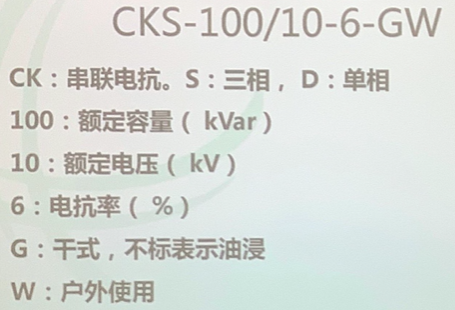 CKS-100/10-6-GW
CK：串联电抗。S：三相，D：单相
100：额定容量（ kVar）
10：额定电压（ kV）
6：电抗率（ %）
G：干式，不标表示油浸
W：户外使用